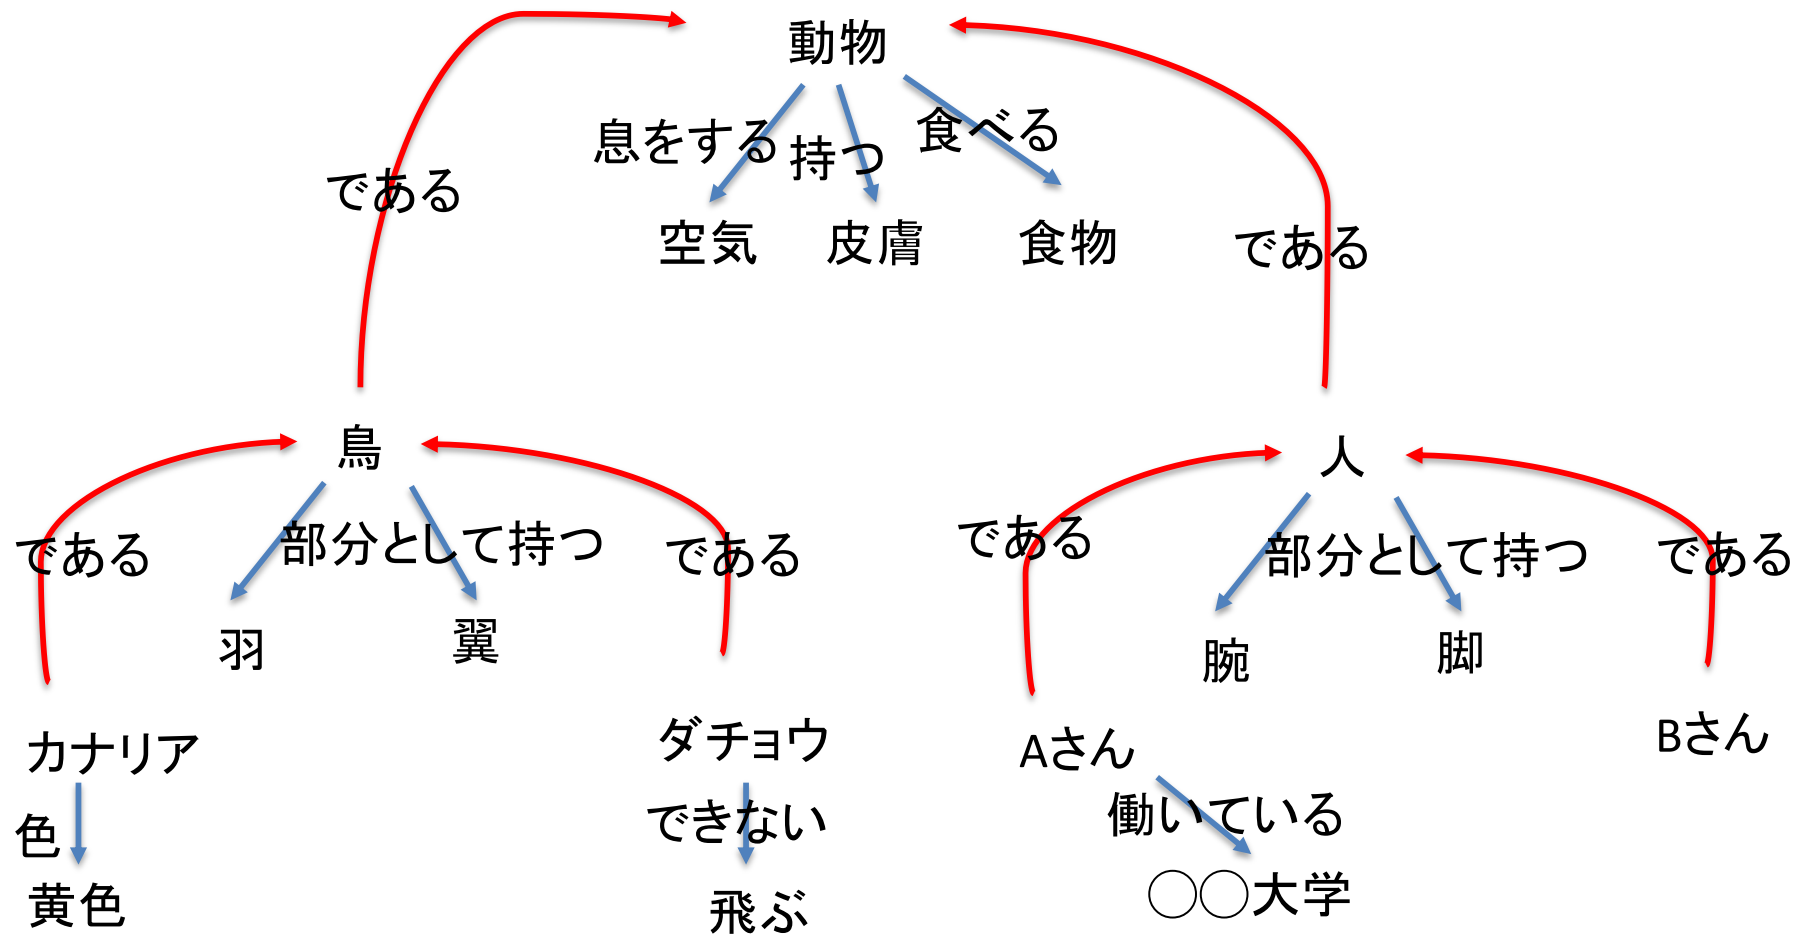 動物
息をする
持つ
食べる
である
空気
皮膚
食物
である
鳥
人
である
部分として持つ
である
である
部分として持つ
である
羽
翼
腕
脚
カナリア
ダチョウ
Aさん
Bさん
色
できない
働いている
黄色
飛ぶ
◯◯大学